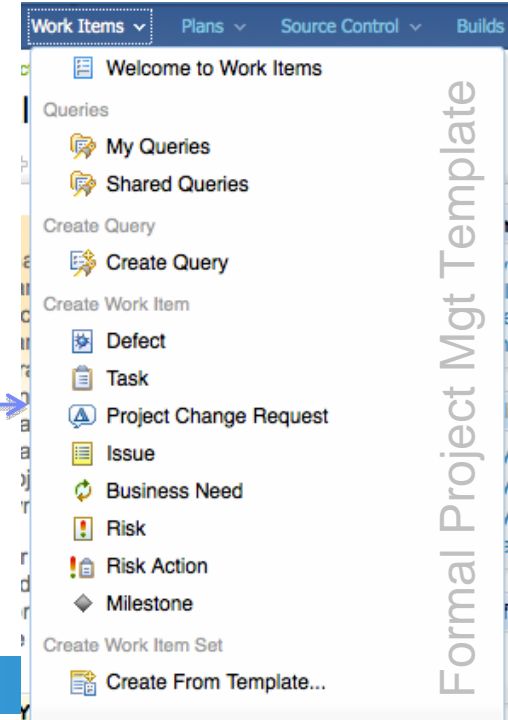 Work Items
Plans
Source Control
Builds
Welcome to Work Items
Queries
My Queries
Shared Queries
Create Query
Create Query
Create Work Item
Defect
Task
Project Change Request
Issue
Business Need
Risk
Risk Action
Milestone
Create Work Item Set
Create From Template...
Formal Project Mgt Template